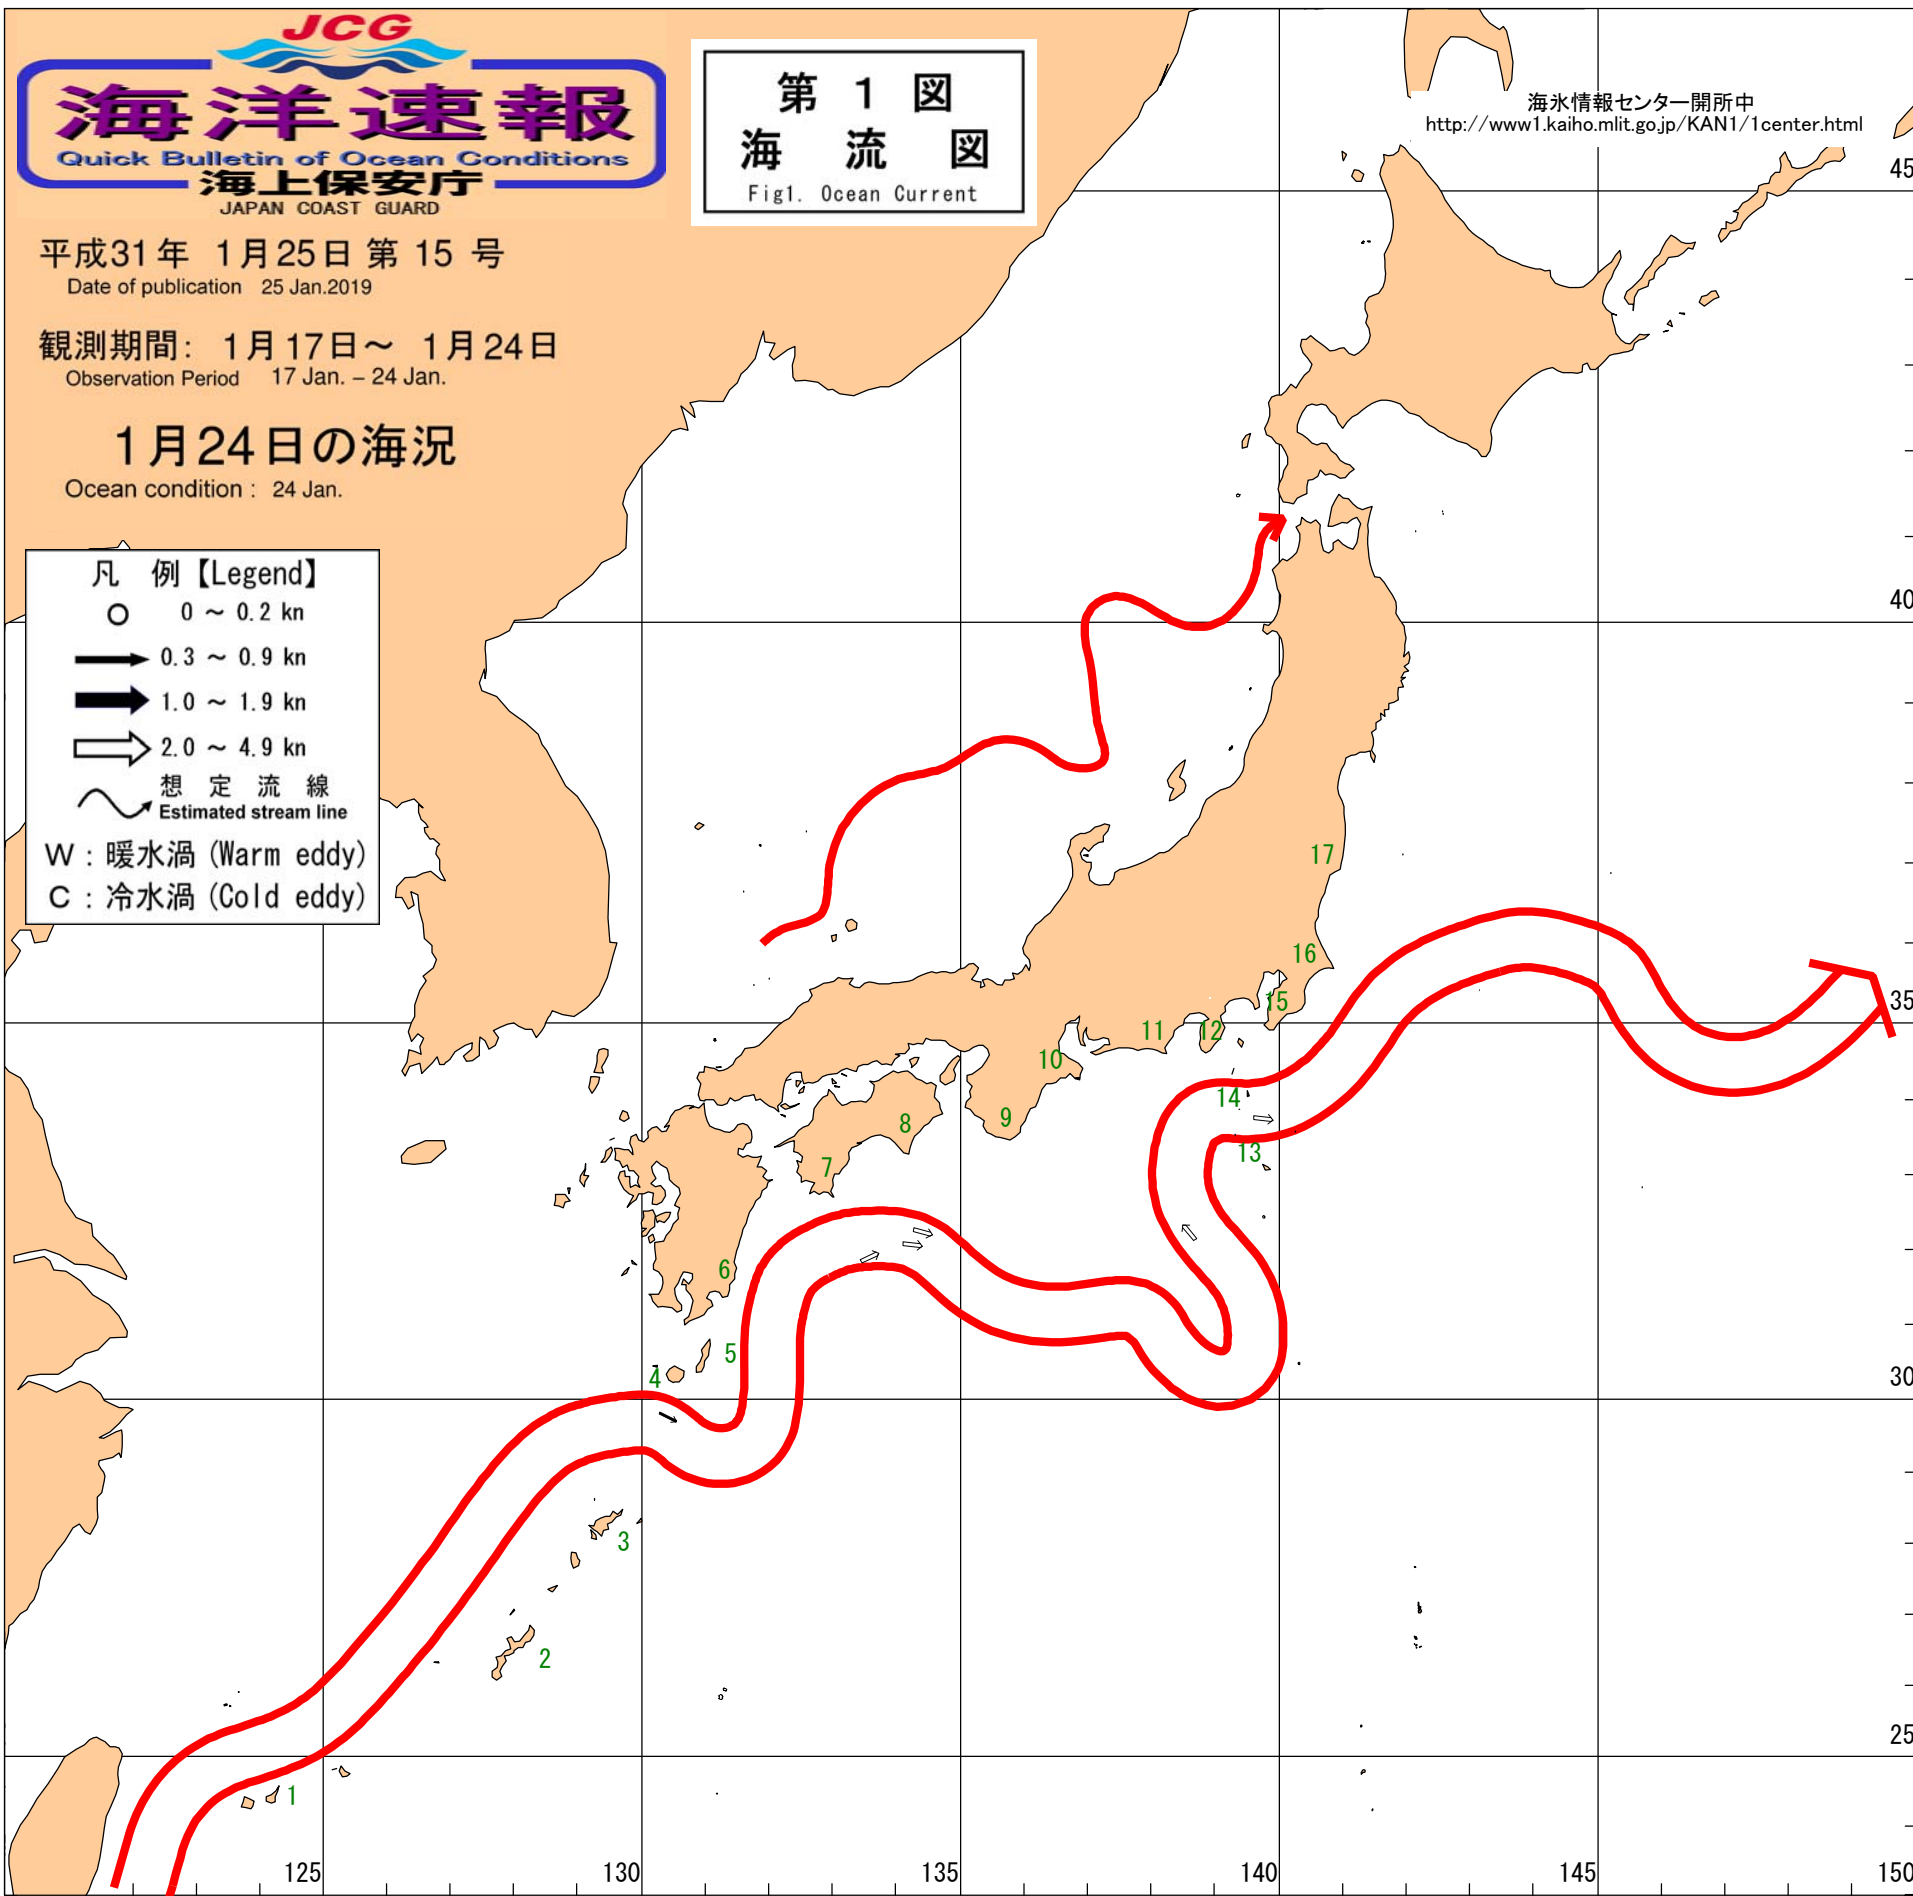 JCG
海洋速報
Quick Bulletin of Ocean Conditions
海上保安庁
JAPAN COAST GUARD
平成31年 1月25日 第 15 号
Date of publication 25 Jan.2019
観測期間: 1月17日～ 1月24日
Observation Period 17 Jan. – 24 Jan.
1月24日の海況
Ocean condition : 24 Jan.
第 1 図
海 流 図
Fig1. Ocean Current
海氷情報センター開所中
http://www1.kaiho.mlit.go.jp/KAN1/1center.html
凡 例【Legend】
0 ～ 0.2 kn
0.3 ～ 0.9 kn
1.0 ～ 1.9 kn
2.0 ～ 4.9 kn
想 定 流 線
Estimated stream line
W : 暖水渦 (Warm eddy)
C : 冷水渦 (Cold eddy)
45
40
17
16
35
15
12
11
10
14
9
8
13
7
6
5
4
30
3
2
25
1
125
130
135
140
145
150